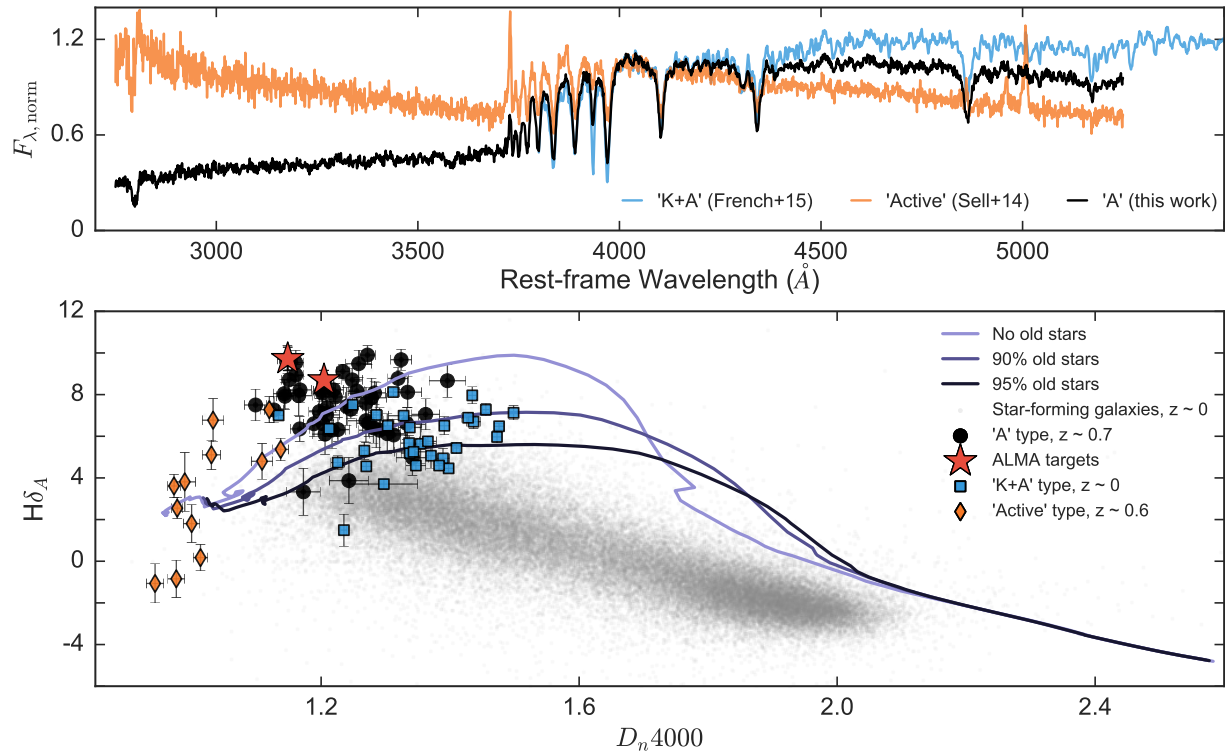 1.2
0.6
0
F_λ,norm
'K+A' (French+15) 'Active' (Sell+14) 'A' (this work)
3000 3500 4000 4500 5000
Rest-frame Wavelength (Å)
12
8
4
0
-4
Hδ_A
No old stars
90% old stars
95% old stars
Star-forming galaxies, z ~ 0
'A' type, z ~ 0.7
ALMA targets
'K+A' type, z ~ 0
'Active' type, z ~ 0.6
1.2 1.6 2.0 2.4
D_n4000